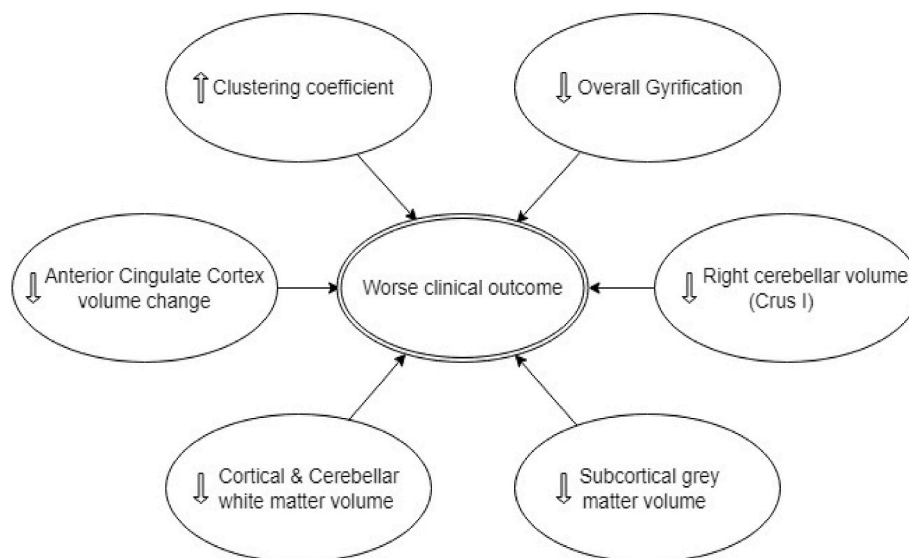 ⇑ Clustering coefficient
⇓ Overall Gyrification
⇓ Anterior Cingulate Cortex
volume change
Worse clinical outcome
⇓ Right cerebellar volume
(Crus I)
⇓ Cortical & Cerebellar
white matter volume
⇓ Subcortical grey
matter volume